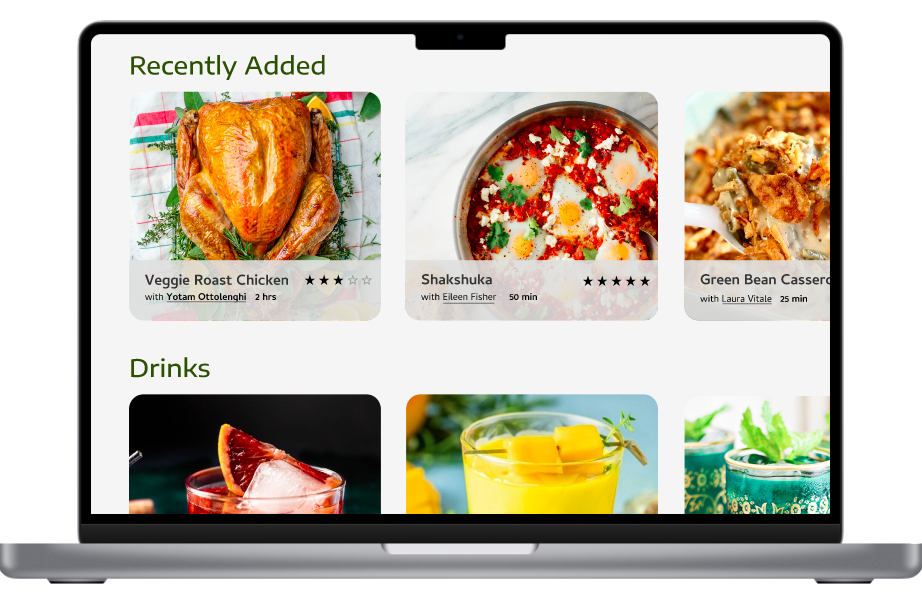 Recently Added
Veggie Roast Chicken ★★★☆☆
with Yotam Ottolenghi 2 hrs
Shakshuka ★★★★★
with Eileen Fisher 50 min
Green Bean Cassero
with Laura Vitale 25 min
Drinks